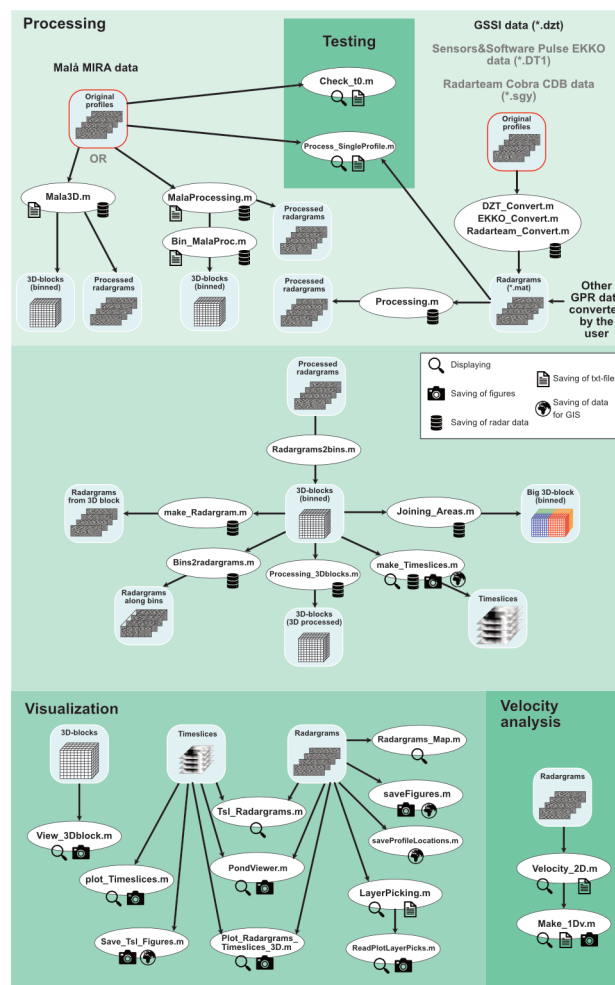 Processing
Testing
GSSI data (*.dzt)
Sensors&Software Pulse EKKO
data (*.DT1)
Radarteam Cobra CDB data
(*.sgy)
Malå MIRA data
Original
profiles
OR
Check_t0.m
Process_SingleProfile.m
Original
profiles
Mala3D.m
MalaProcessing.m
Bin_MalaProc.m
Processed
radargrams
DZT_Convert.m
EKKO_Convert.m
Radarteam_Convert.m
3D-blocks
(binned)
Processed
radargrams
3D-blocks
(binned)
Processed
radargrams
Processing.m
Radargrams
(*.mat)
Other
GPR dat
converte
by the
user
Processed
radargrams
Displaying
Saving of figures
Saving of radar data
Saving of txt-file
Saving of data
for GIS
Radargrams2bins.m
Radargrams
from 3D block
make_Radargram.m
3D-blocks
(binned)
Joining_Areas.m
Big 3D-block
(binned)
Bins2radargrams.m
Processing_3Dblocks.m
make_Timeslices.m
Radargrams
along bins
3D-blocks
(3D processed)
Timeslices
Visualization
3D-blocks
Timeslices
Radargrams
Radargrams_Map.m
saveFigures.m
Tsl_Radargrams.m
saveProfileLocations.m
View_3Dblock.m
plot_Timeslices.m
PondViewer.m
LayerPicking.m
Save_Tsl_Figures.m
Plot_Radargrams_
Timeslices_3D.m
ReadPlotLayerPicks.m
Velocity
analysis
Radargrams
Velocity_2D.m
Make_1Dv.m